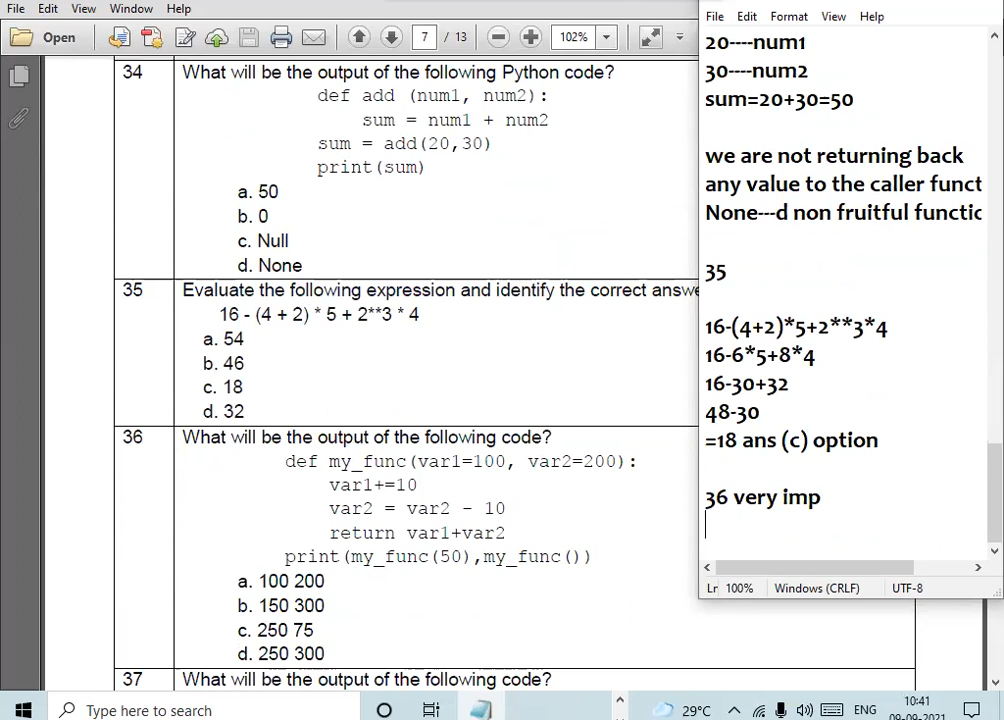 File Edit View Window Help
Open 7 / 13 102%
34 What will be the output of the following Python code?
def add (num1, num2):
sum = num1 + num2
sum = add(20,30)
print(sum)
a. 50
b. 0
c. Null
d. None
35 Evaluate the following expression and identify the correct answe
16 - (4 + 2) * 5 + 2**3 * 4
a. 54
b. 46
c. 18
d. 32
36 What will be the output of the following code?
def my_func(var1=100, var2=200):
var1+=10
var2 = var2 - 10
return var1+var2
print(my_func(50),my_func())
a. 100 200
b. 150 300
c. 250 75
d. 250 300
37 What will be the output of the following code?
File Edit Format View Help
20----num1
30----num2
sum=20+30=50
we are not returning back
any value to the caller funct
None---d non fruitful functic
35
16-(4+2)*5+2**3*4
16-6*5+8*4
16-30+32
48-30
=18 ans (c) option
36 very imp
Ln 100% Windows (CRLF) UTF-8
Type here to search
29°C ENG
10:41
09-09-2021